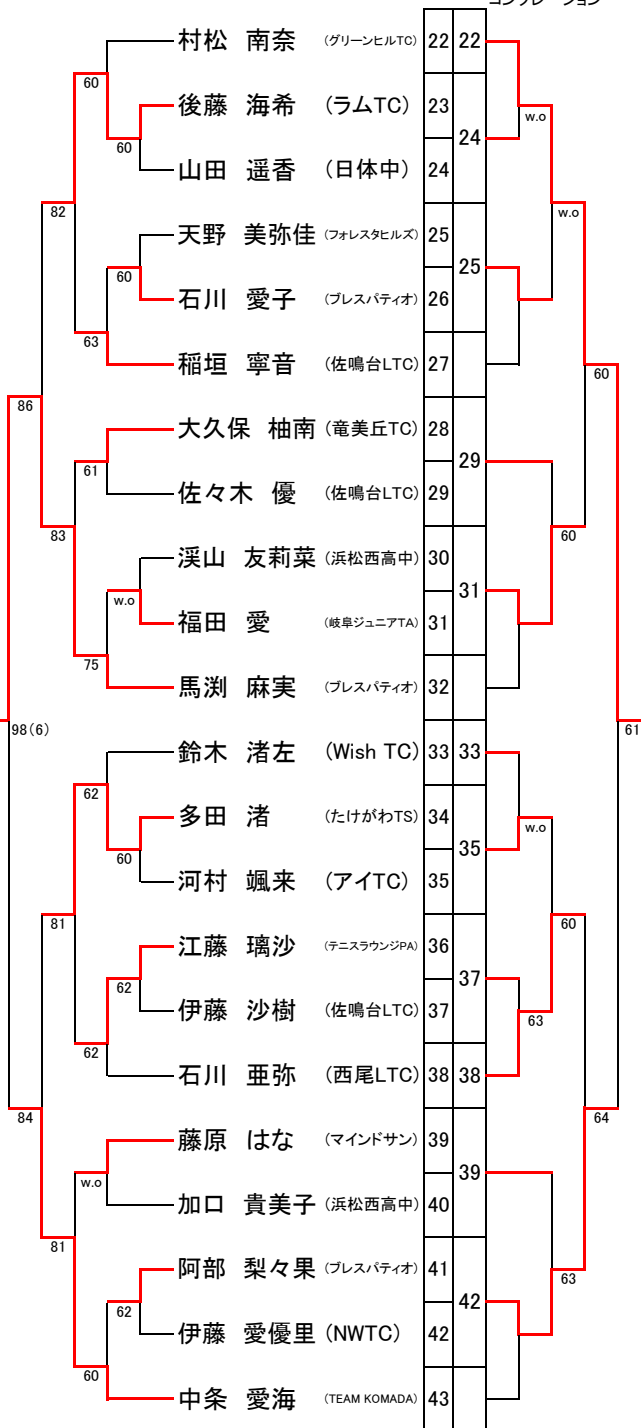 コンソレーション
村松 南奈 (グリーンヒルTC) 22 22
60
後藤 海希 (ラムTC) 23
w.o
24
60
山田 遥香 (日体中) 24
82
w.o
天野 美弥佳 (フォレスタヒルズ) 25
60
25
石川 愛子 (ブレスパティオ) 26
63
稲垣 寧音 (佐鳴台LTC) 27
60
86
大久保 柚南 (竜美丘TC) 28
61
29
佐々木 優 (佐鳴台LTC) 29
83
60
渓山 友莉菜 (浜松西高中) 30
w.o
31
福田 愛 (岐阜ジュニアTA) 31
75
馬渕 麻実 (ブレスパティオ) 32
98(6)
61
鈴木 渚左 (Wish TC) 33 33
62
多田 渚 (たけがわTS) 34
w.o
35
60
河村 颯来 (アイTC) 35
81
60
江藤 璃沙 (テニスラウンジPA) 36
62
37
伊藤 沙樹 (佐鳴台LTC) 37
63
62
石川 亜弥 (西尾LTC) 38 38
84
64
藤原 はな (マインドサン) 39
w.o
39
加口 貴美子 (浜松西高中) 40
81
63
阿部 梨々果 (ブレスパティオ) 41
62
42
伊藤 愛優里 (NWTC) 42
60
中条 愛海 (TEAM KOMADA) 43